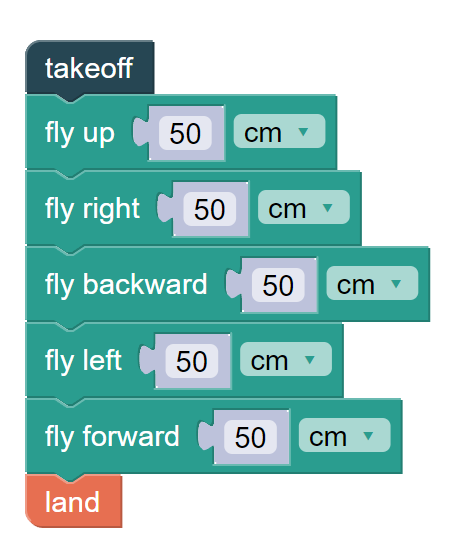 takeoff
fly up 50 cm
fly right 50 cm
fly backward 50 cm
fly left 50 cm
fly forward 50 cm
land